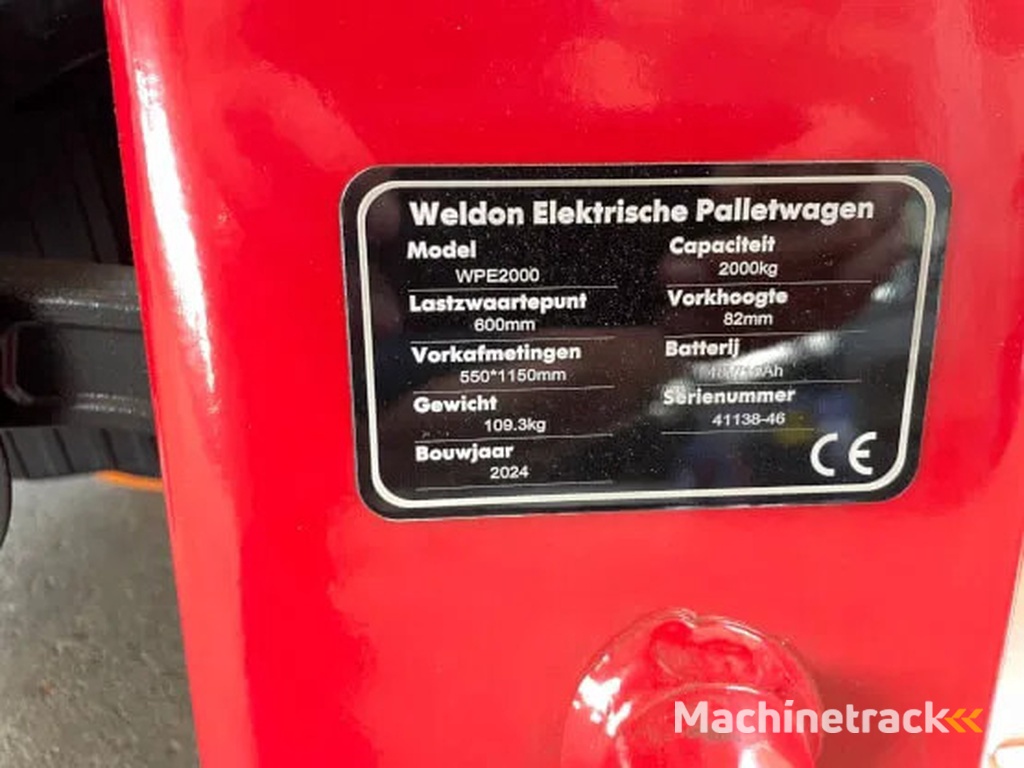 Weldon Elektrische Palletwagen
Model
WPE2000
Capaciteit
2000kg
Lastzwaartepunt
600mm
Vorkhoogte
82mm
Vorkafmetingen
550*1150mm
Batterij
Gewicht
109.3kg
Serienummer
41138-46
Bouwjaar
2024
CE
Machinetrack